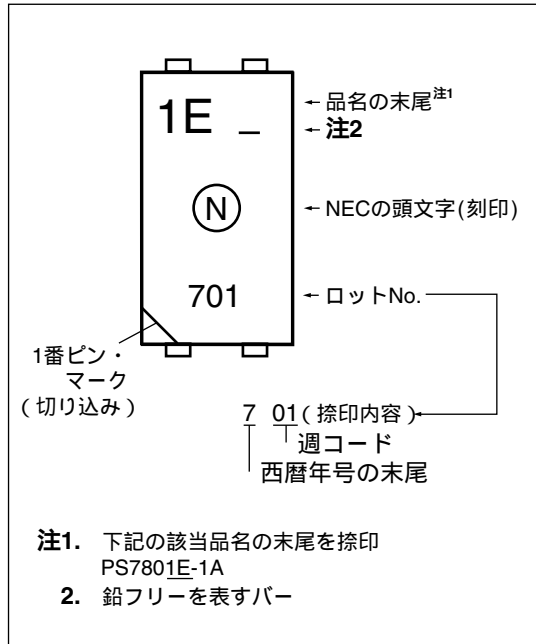 1E _
品名の末尾注1
注2
N
NECの頭文字(刻印)
701
ロットNo.
1番ピン・
マーク
(切り込み)
7 01(捺印内容)
週コード
西暦年号の末尾
注1. 下記の該当品名の末尾を捺印
PS7801E-1A
2. 鉛フリーを表すバー